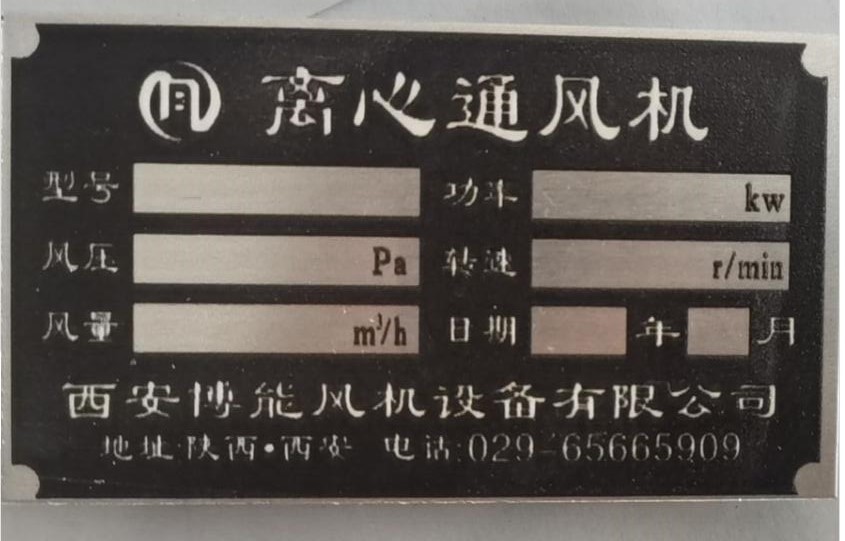 离心通风机
型号 功率 kw
风压 Pa 转速 r/min
风量 m³/h 日期 年 月
西安博能风机设备有限公司
地址:陕西•西安 电话:029-65665909